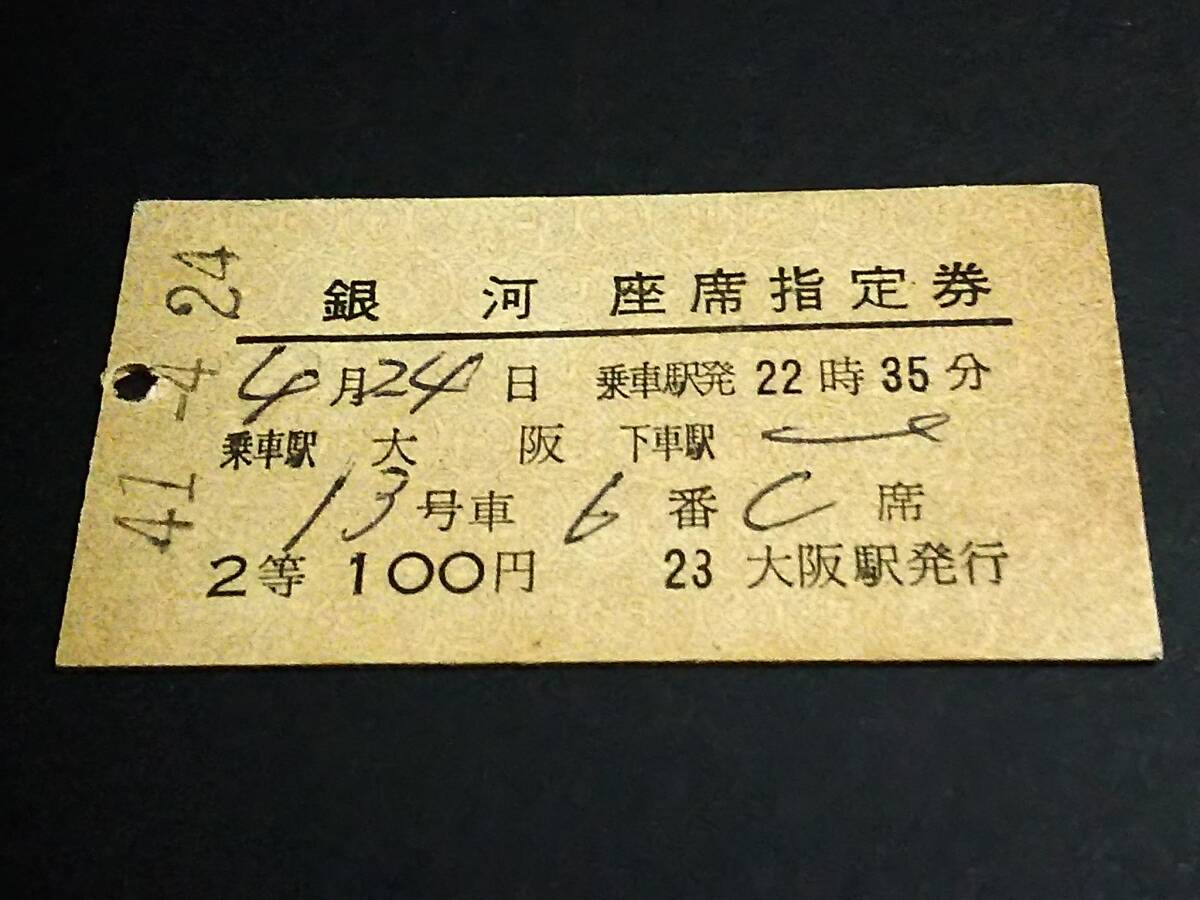 41.-4.24
銀河 座席指定券
4月24日 乗車駅発 22時35分
乗車駅 大阪 下車駅
13号車 6番C席
2等 100円 23 大阪駅発行